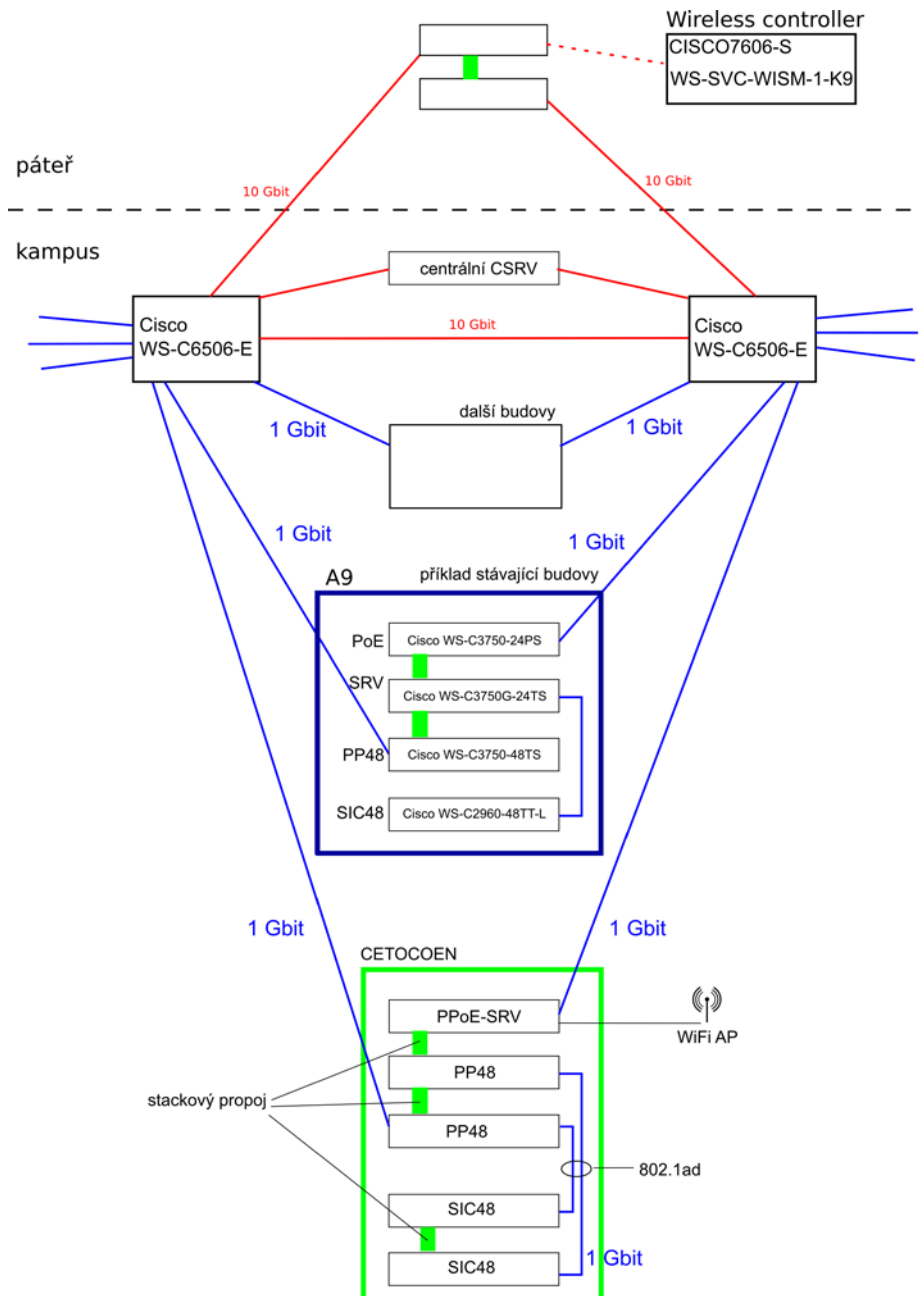 Wireless controller
CISCO7606-S
WS-SVC-WISM-1-K9
páteř
10 Gbit
10 Gbit
kampus
centrální CSRV
Cisco
WS-C6506-E
10 Gbit
Cisco
WS-C6506-E
další budovy
1 Gbit
1 Gbit
1 Gbit
1 Gbit
příklad stávající budovy
A9
PoE
Cisco WS-C3750-24PS
SRV
Cisco WS-C3750G-24TS
PP48
Cisco WS-C3750-48TS
SIC48
Cisco WS-C2960-48TT-L
1 Gbit
1 Gbit
CETOCOEN
PPoE-SRV
WiFi AP
PP48
stackový propoj
PP48
802.1ad
SIC48
1 Gbit
SIC48